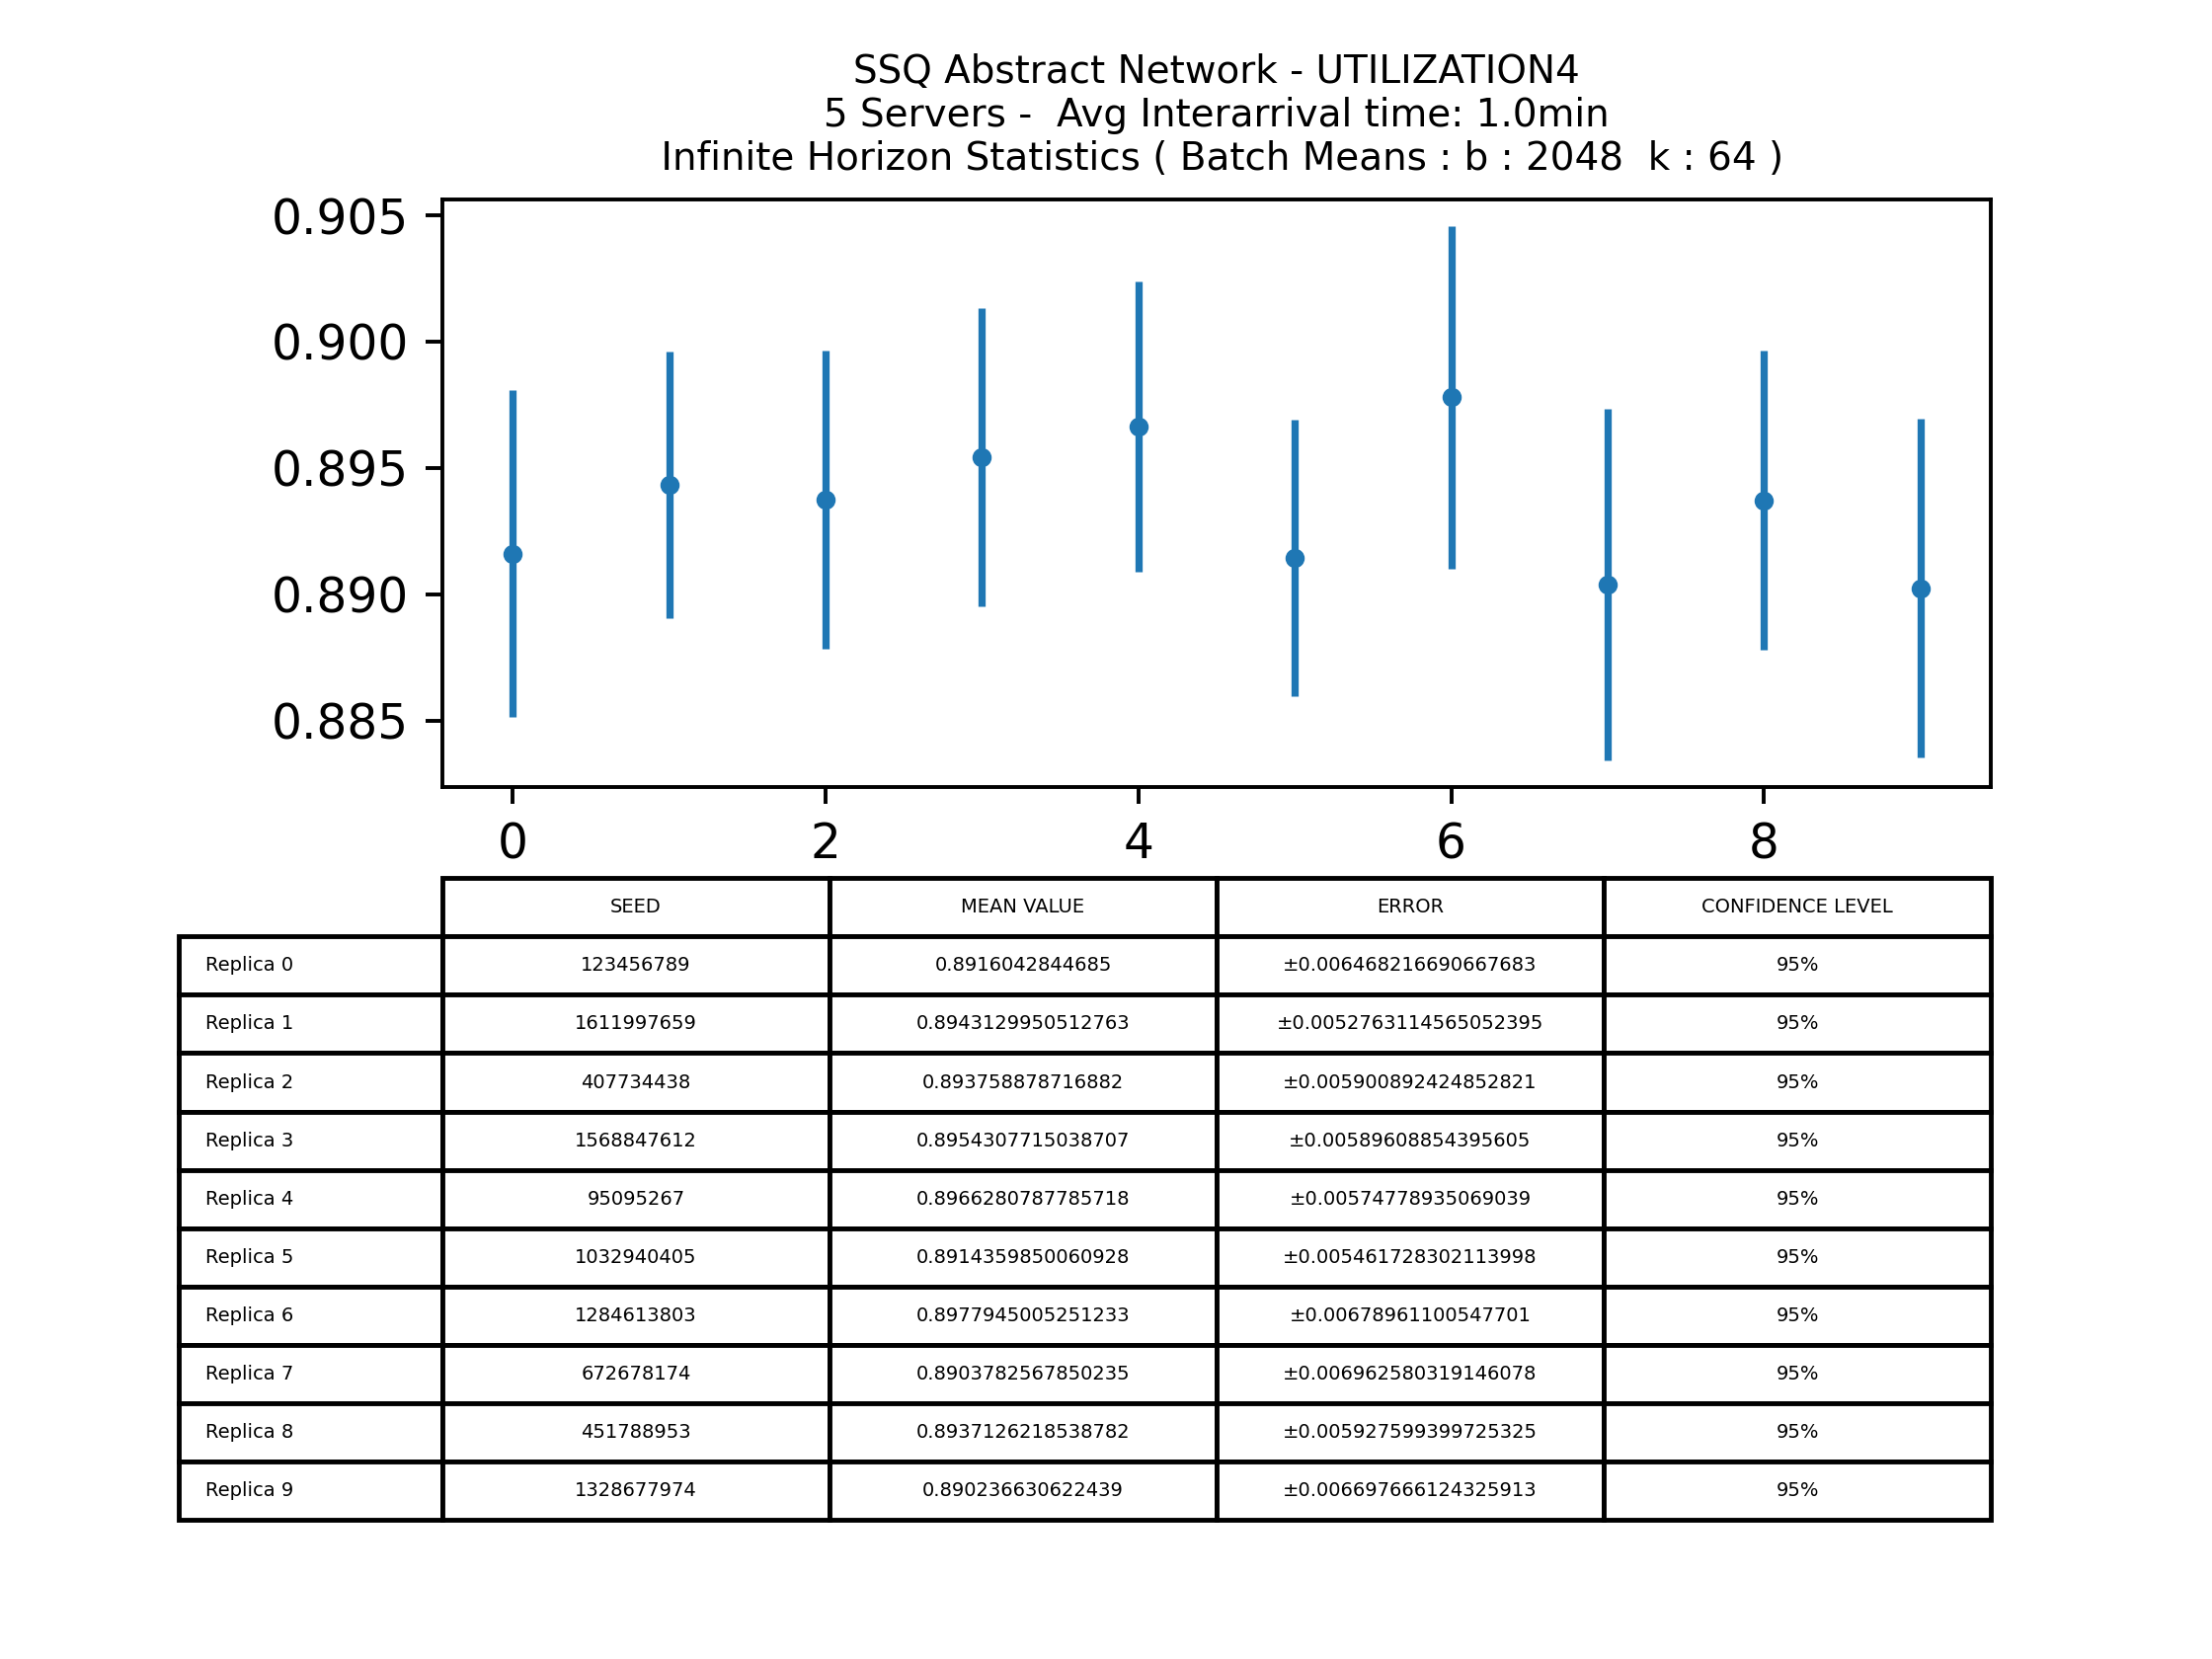 SSQ Abstract Network - UTILIZATION4
5 Servers -  Avg Interarrival time: 1.0min
Infinite Horizon Statistics ( Batch Means : b : 2048  k : 64 )
0.905
0.900
0.895
0.890
0.885
0 2 4 6 8
SEED MEAN VALUE ERROR CONFIDENCE LEVEL
Replica 0 123456789 0.8916042844685 ±0.006468216690667683 95%
Replica 1 1611997659 0.8943129950512763 ±0.0052763114565052395 95%
Replica 2 407734438 0.893758878716882 ±0.005900892424852821 95%
Replica 3 1568847612 0.8954307715038707 ±0.00589608854395605 95%
Replica 4 95095267 0.8966280787785718 ±0.00574778935069039 95%
Replica 5 1032940405 0.8914359850060928 ±0.005461728302113998 95%
Replica 6 1284613803 0.8977945005251233 ±0.00678961100547701 95%
Replica 7 672678174 0.8903782567850235 ±0.006962580319146078 95%
Replica 8 451788953 0.8937126218538782 ±0.005927599399725325 95%
Replica 9 1328677974 0.890236630622439 ±0.006697666124325913 95%